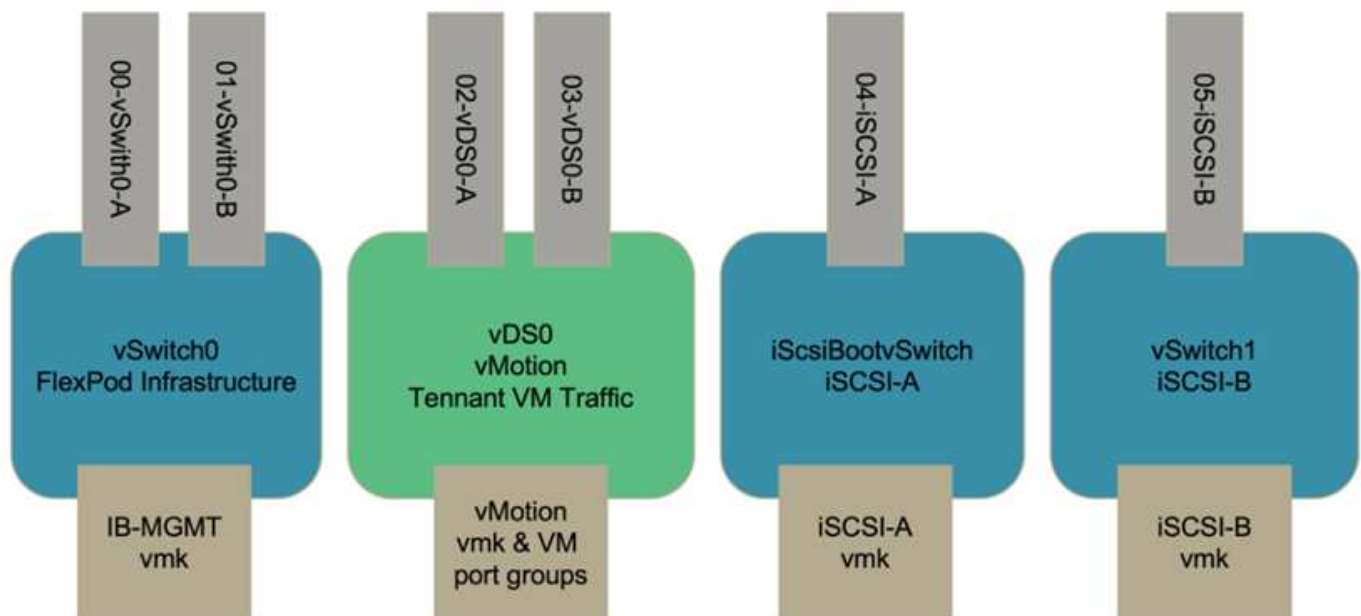 00-vSwith0-A
01-vSwith0-B
02-vDS0-A
03-vDS0-B
04-iSCSI-A
05-iSCSI-B
vSwitch0
FlexPod Infrastructure
vDS0
vMotion
Tennant VM Traffic
iScsiBootvSwitch
iSCSI-A
vSwitch1
iSCSI-B
IB-MGMT
vmk
vMotion
vmk & VM
port groups
iSCSI-A
vmk
iSCSI-B
vmk